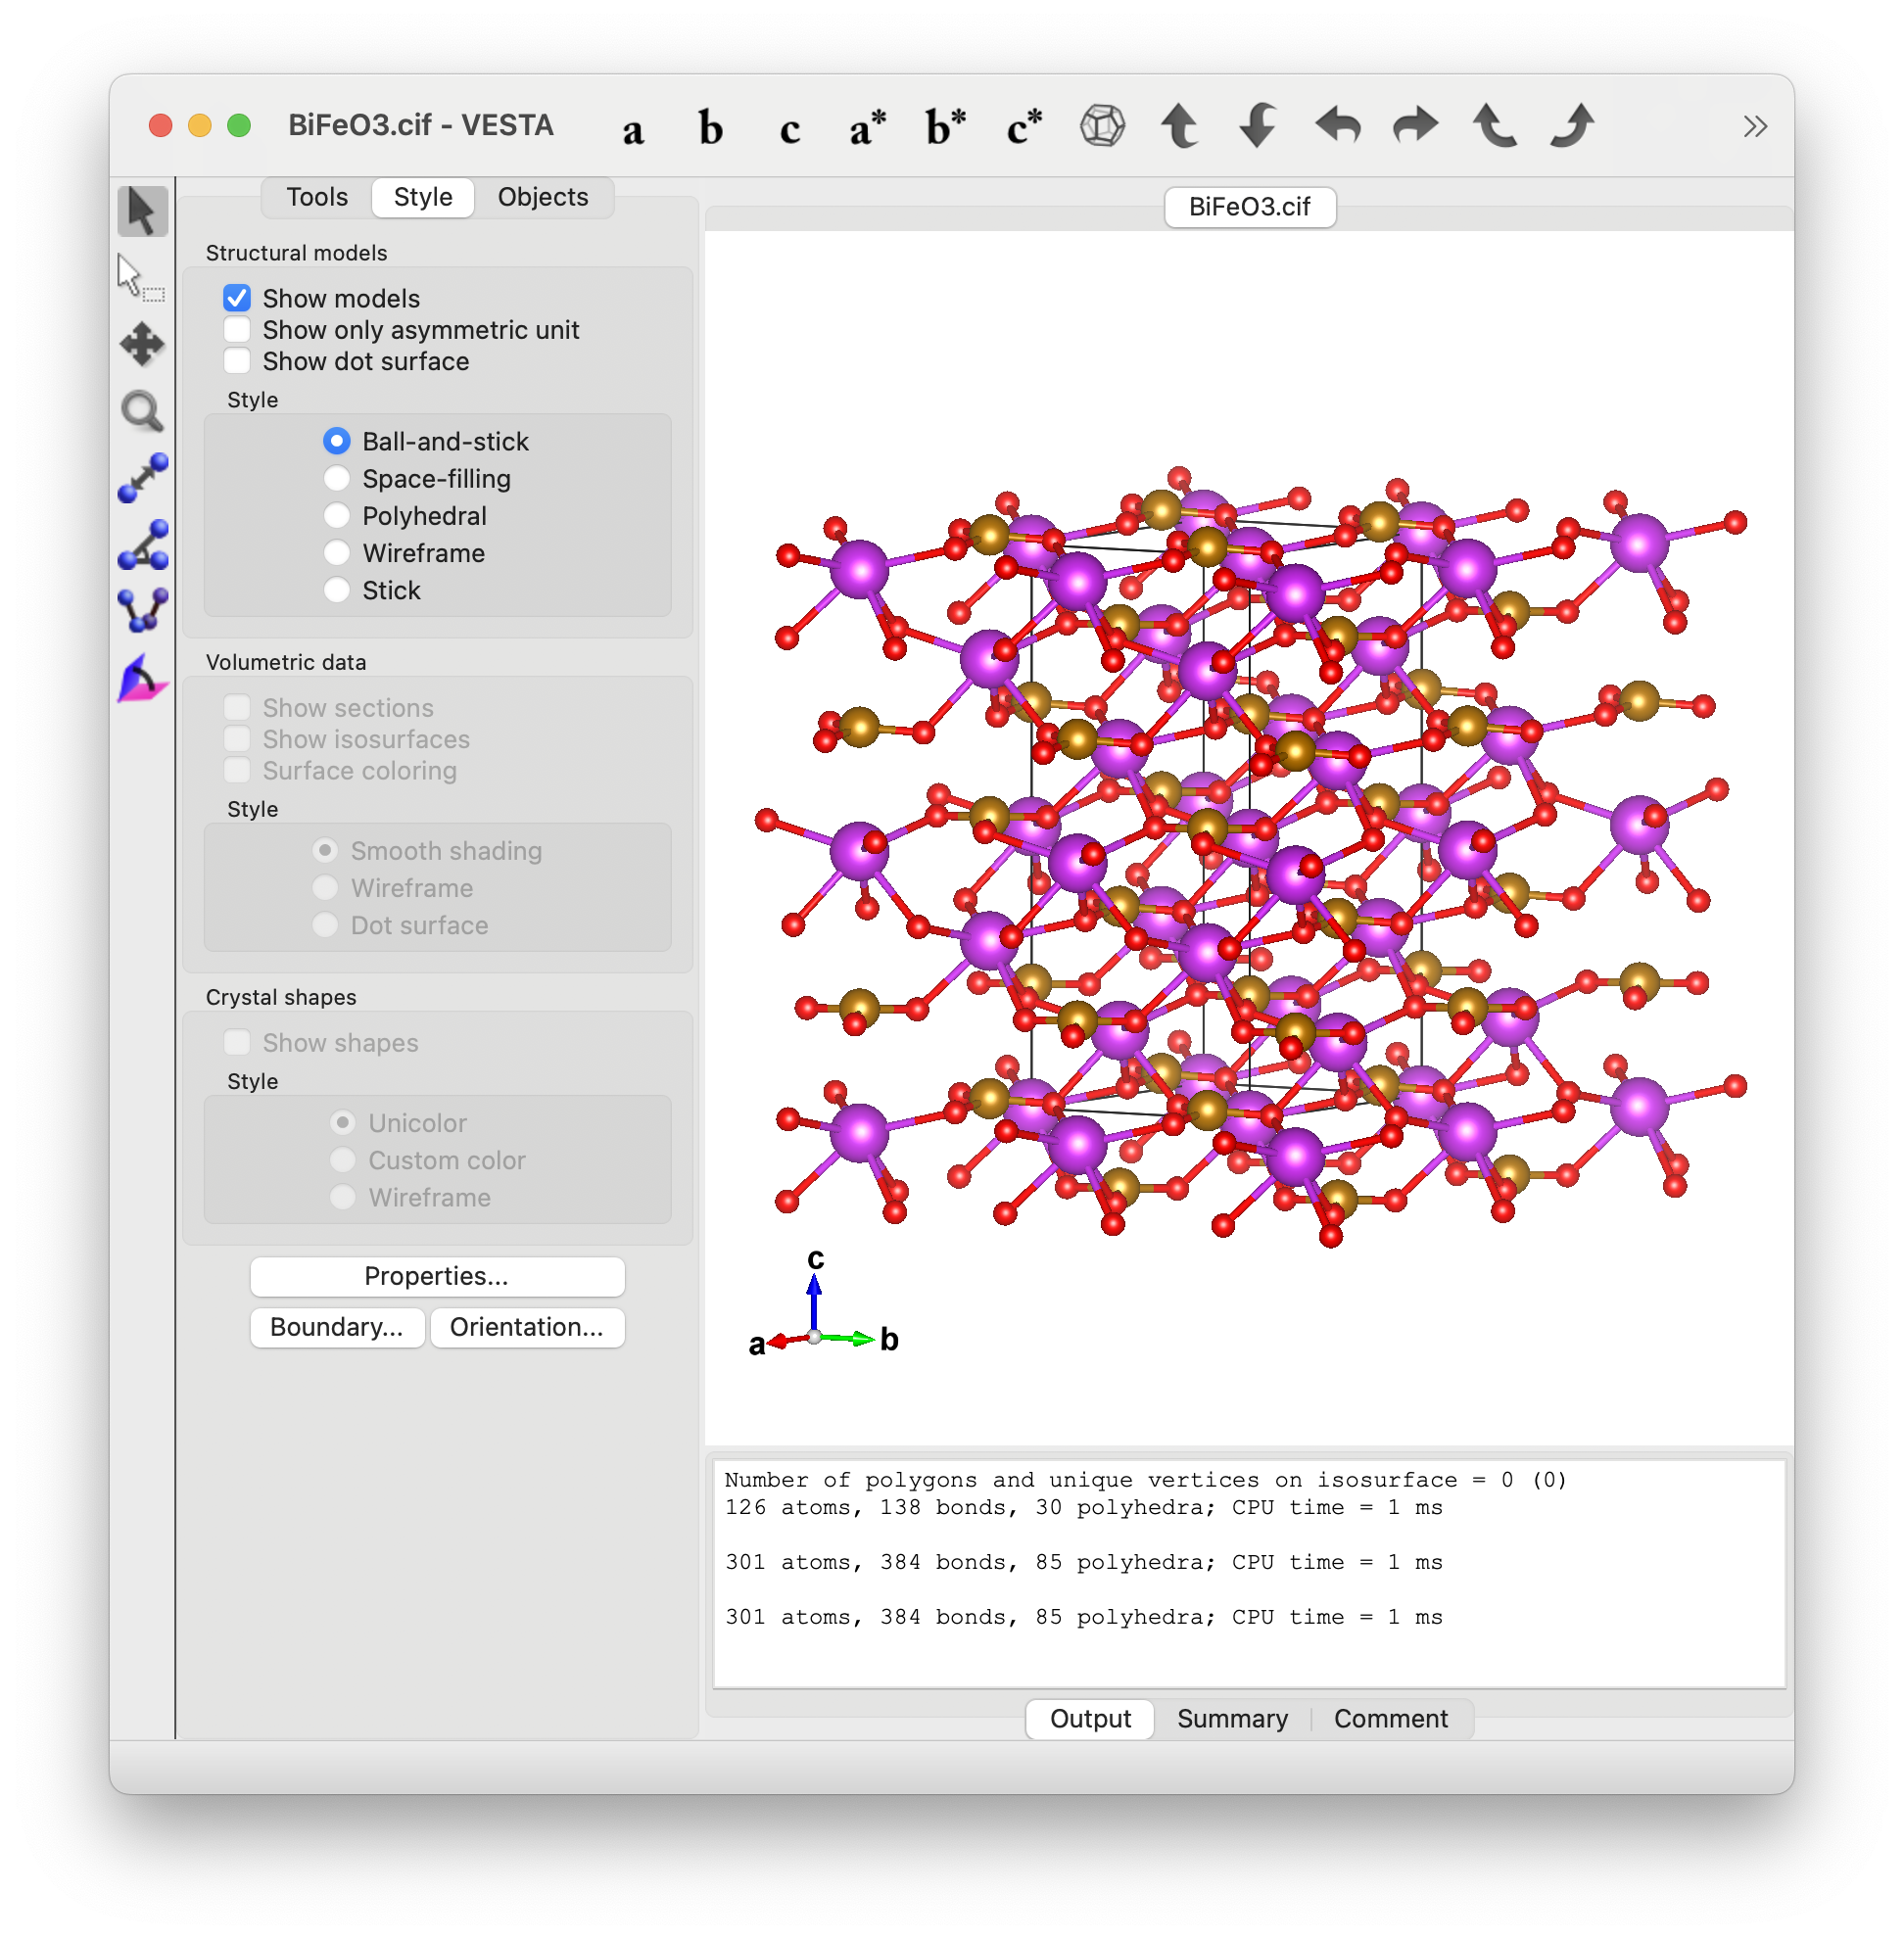 BiFeO3.cif - VESTA
a b c a* b* c*
Tools Style Objects
BiFeO3.cif
Structural models
Show models
Show only asymmetric unit
Show dot surface
Style
Ball-and-stick
Space-filling
Polyhedral
Wireframe
Stick
Volumetric data
Show sections
Show isosurfaces
Surface coloring
Style
Smooth shading
Wireframe
Dot surface
Crystal shapes
Show shapes
Style
Unicolor
Custom color
Wireframe
Properties...
Boundary... Orientation...
c
a b
Number of polygons and unique vertices on isosurface = 0 (0)
126 atoms, 138 bonds, 30 polyhedra; CPU time = 1 ms
301 atoms, 384 bonds, 85 polyhedra; CPU time = 1 ms
301 atoms, 384 bonds, 85 polyhedra; CPU time = 1 ms
Output Summary Comment